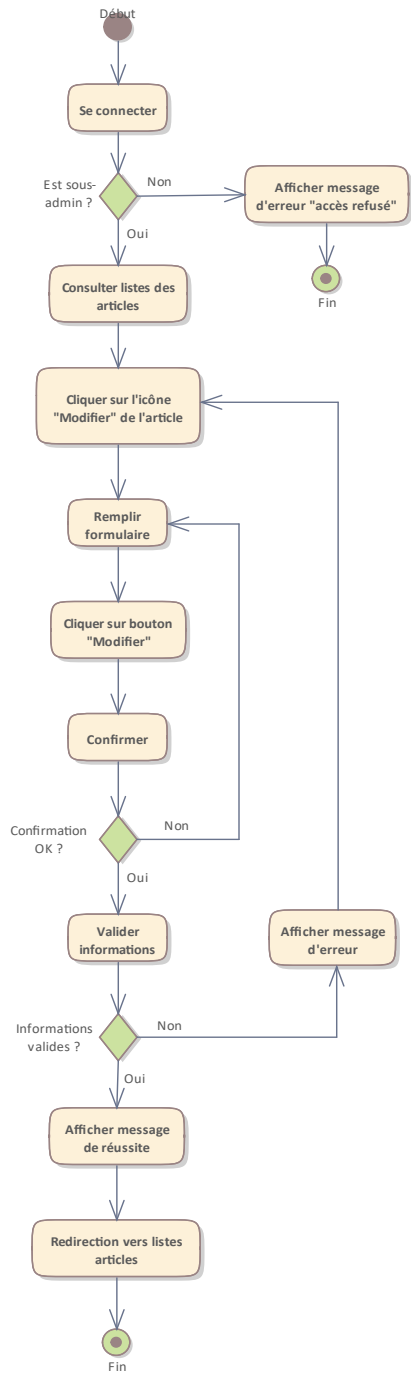 Début
Se connecter
Est sous-
admin ?
Non
Afficher message
d'erreur "accès refusé"
Oui
Fin
Consulter listes des
articles
Cliquer sur l'icône
"Modifier" de l'article
Remplir
formulaire
Cliquer sur bouton
"Modifier"
Confirmer
Confirmation
OK ?
Non
Oui
Valider
informations
Afficher message
d'erreur
Informations
valides ?
Non
Oui
Afficher message
de réussite
Redirection vers listes
articles
Fin